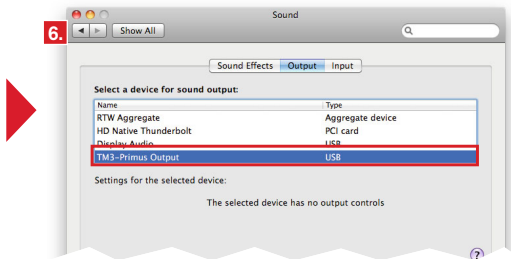 Sound
6.
Show All
Sound Effects Output Input
Select a device for sound output:
Name Type
RTW Aggregate Aggregate device
HD Native Thunderbolt PCI card
Display Audio USB
TM3-Primus Output USB
Settings for the selected device:
The selected device has no output controls
?